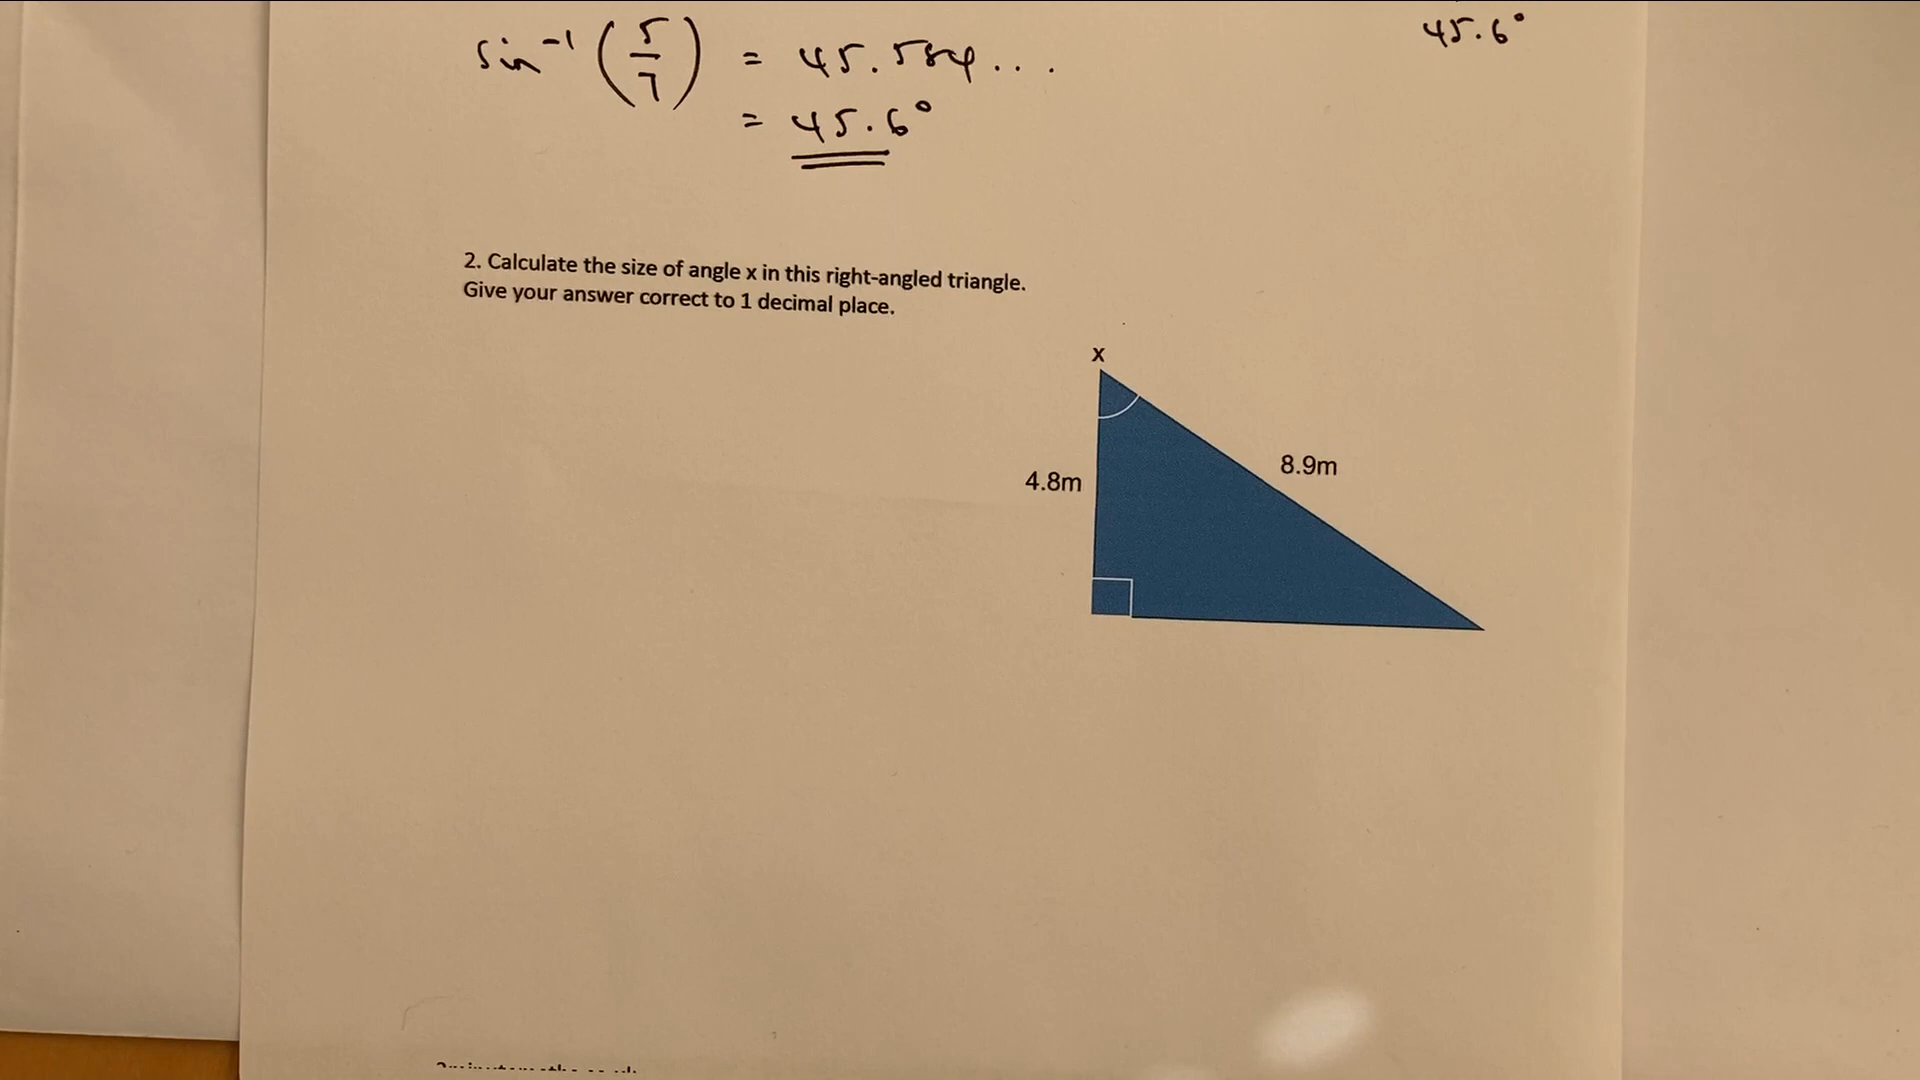 sin⁻¹ (5/7) = 45.584...
= 45.6°
45.6°
2. Calculate the size of angle x in this right-angled triangle.
Give your answer correct to 1 decimal place.
x
4.8m
8.9m